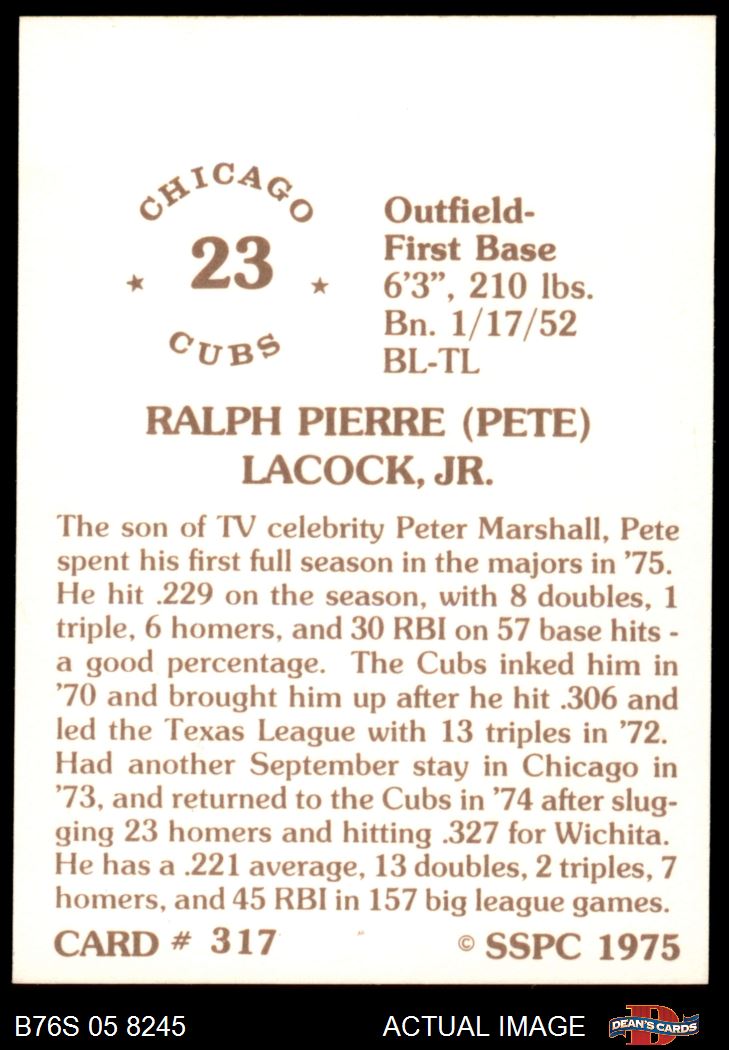 CHICAGO
★ 23 ★
CUBS
Outfield-
First Base
6'3”, 210 lbs.
Bn. 1/17/52
BL-TL
RALPH PIERRE (PETE)
LACOCK, JR.
The son of TV celebrity Peter Marshall, Pete
spent his first full season in the majors in '75.
He hit .229 on the season, with 8 doubles, 1
triple, 6 homers, and 30 RBI on 57 base hits -
a good percentage. The Cubs inked him in
'70 and brought him up after he hit .306 and
led the Texas League with 13 triples in '72.
Had another September stay in Chicago in
'73, and returned to the Cubs in '74 after slug-
ging 23 homers and hitting .327 for Wichita.
He has a .221 average, 13 doubles, 2 triples, 7
homers, and 45 RBI in 157 big league games.
CARD # 317 © SSPC 1975
B76S 05 8245 ACTUAL IMAGE DEAN'S CARDS